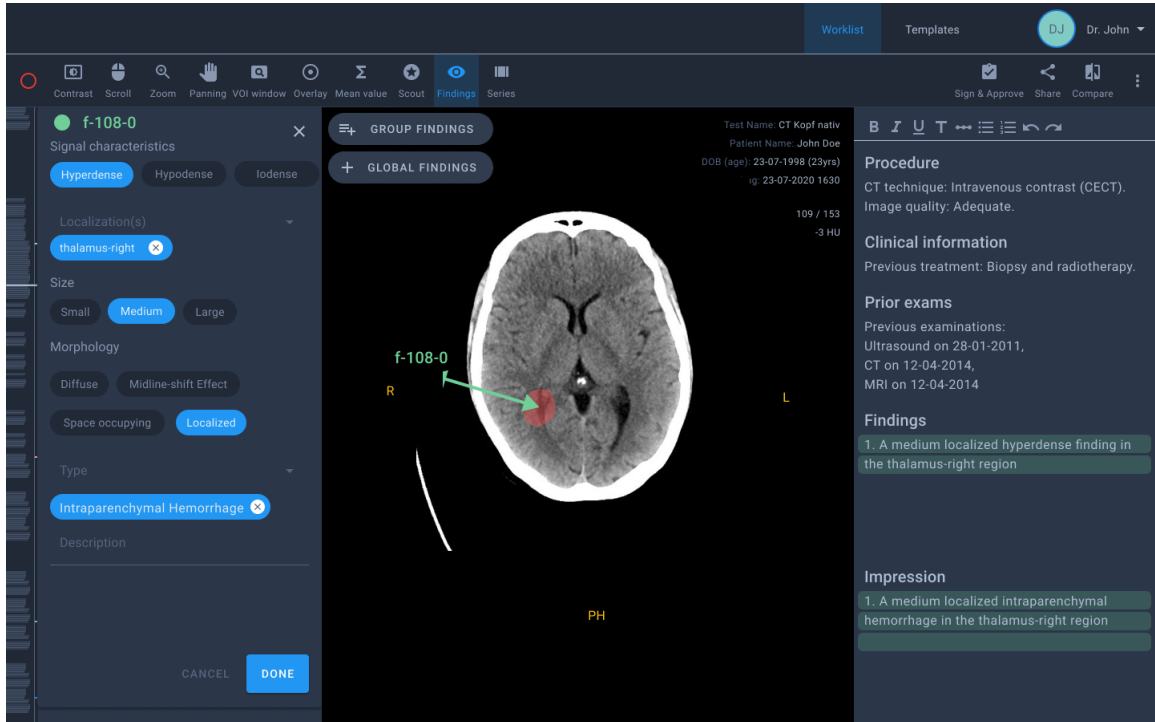 Worklist
Templates
DJ
Dr. John
Contrast
Scroll
Zoom
Panning
VOI window
Overlay
Mean value
Scout
Findings
Series
Sign & Approve
Share
Compare
f-108-0
Signal characteristics
Hyperdense
Hypodense
Iodense
Localization(s)
thalamus-right
Size
Small
Medium
Large
Morphology
Diffuse
Midline-shift Effect
Space occupying
Localized
Type
Intraparenchymal Hemorrhage
Description
CANCEL
DONE
GROUP FINDINGS
GLOBAL FINDINGS
Test Name: CT Kopf nativ
Patient Name: John Doe
DOB (age): 23-07-1998 (23yrs)
ıg: 23-07-2020 1630
109 / 153
-3 HU
f-108-0
R
L
PH
B I U T
Procedure
CT technique: Intravenous contrast (CECT).
Image quality: Adequate.
Clinical information
Previous treatment: Biopsy and radiotherapy.
Prior exams
Previous examinations:
Ultrasound on 28-01-2011,
CT on 12-04-2014,
MRI on 12-04-2014
Findings
1. A medium localized hyperdense finding in
the thalamus-right region
Impression
1. A medium localized intraparenchymal
hemorrhage in the thalamus-right region